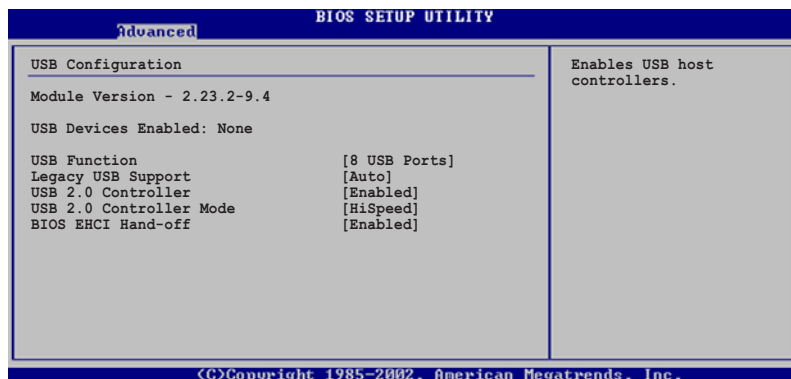 BIOS SETUP UTILITY
Advanced
USB Configuration
Module Version - 2.23.2-9.4
USB Devices Enabled: None
USB Function [8 USB Ports]
Legacy USB Support [Auto]
USB 2.0 Controller [Enabled]
USB 2.0 Controller Mode [HiSpeed]
BIOS EHCI Hand-off [Enabled]
Enables USB host
controllers.
(C)Copyright 1985-2002, American Megatrends, Inc.